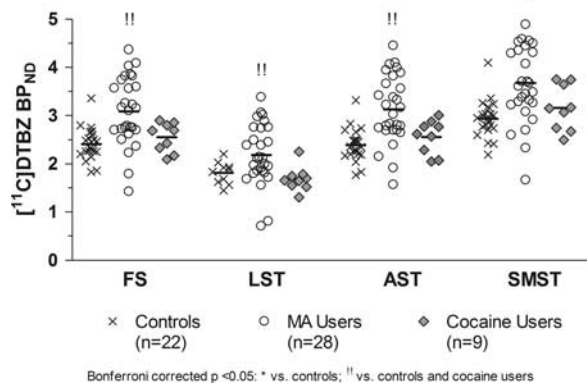 !!
!!
!!
5
4
3
2
1
0
[¹¹C]DTBZ BP_ND
FS LST AST SMST
× Controls ○ MA Users ◆ Cocaine Users
(n=22) (n=28) (n=9)
Bonferroni corrected p <0.05: * vs. controls; !! vs. controls and cocaine users